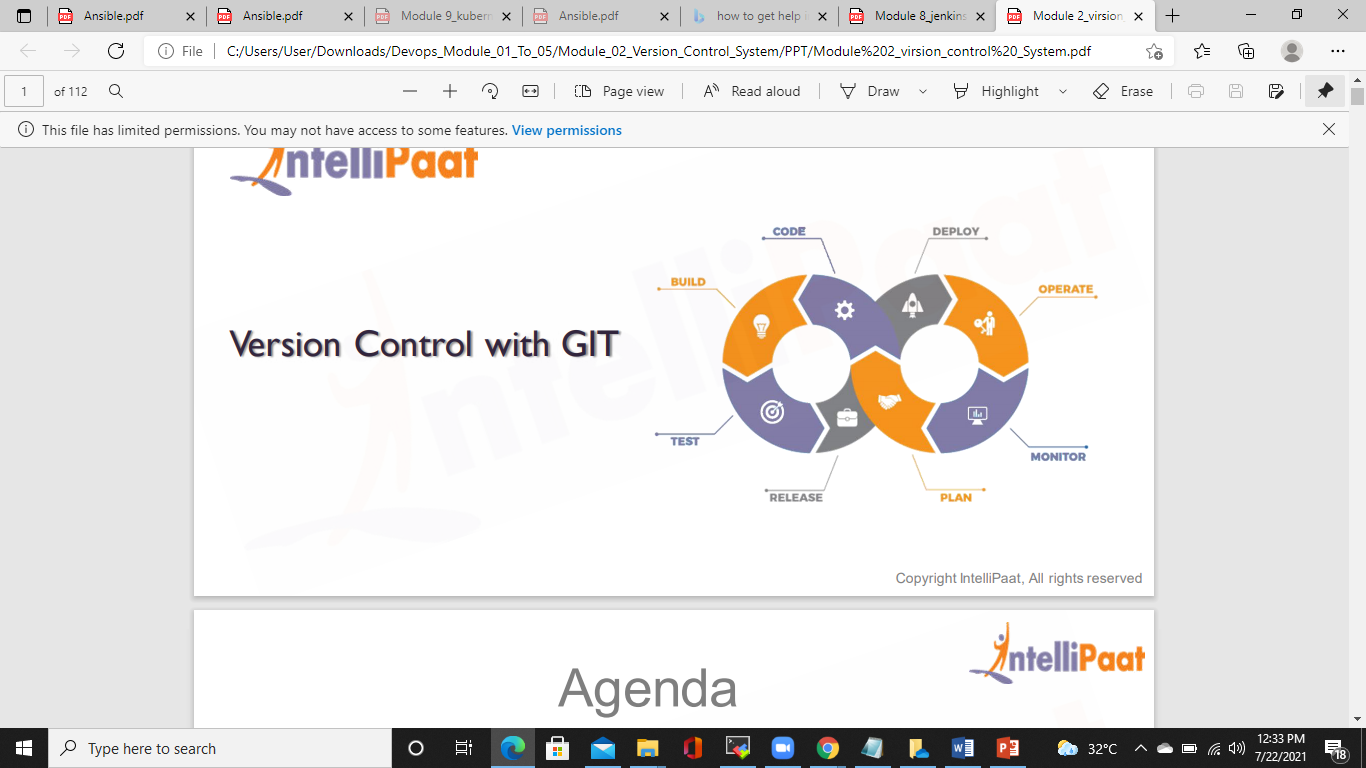 Ansible.pdf
Ansible.pdf
Module 9_kubern
Ansible.pdf
how to get help i
Module 8_jenkins
Module 2_virsion_
File
C:/Users/User/Downloads/Devops_Module_01_To_05/Module_02_Version_Control_System/PPT/Module%202_virsion_control%20_System.pdf
1 of 112
Page view
Read aloud
Draw
Highlight
Erase
This file has limited permissions. You may not have access to some features. View permissions
IntelliPaat
CODE
DEPLOY
BUILD
OPERATE
Version Control with GIT
TEST
MONITOR
RELEASE
PLAN
Copyright IntelliPaat, All rights reserved
IntelliPaat
Agenda
Type here to search
32°C
12:33 PM
7/22/2021
18